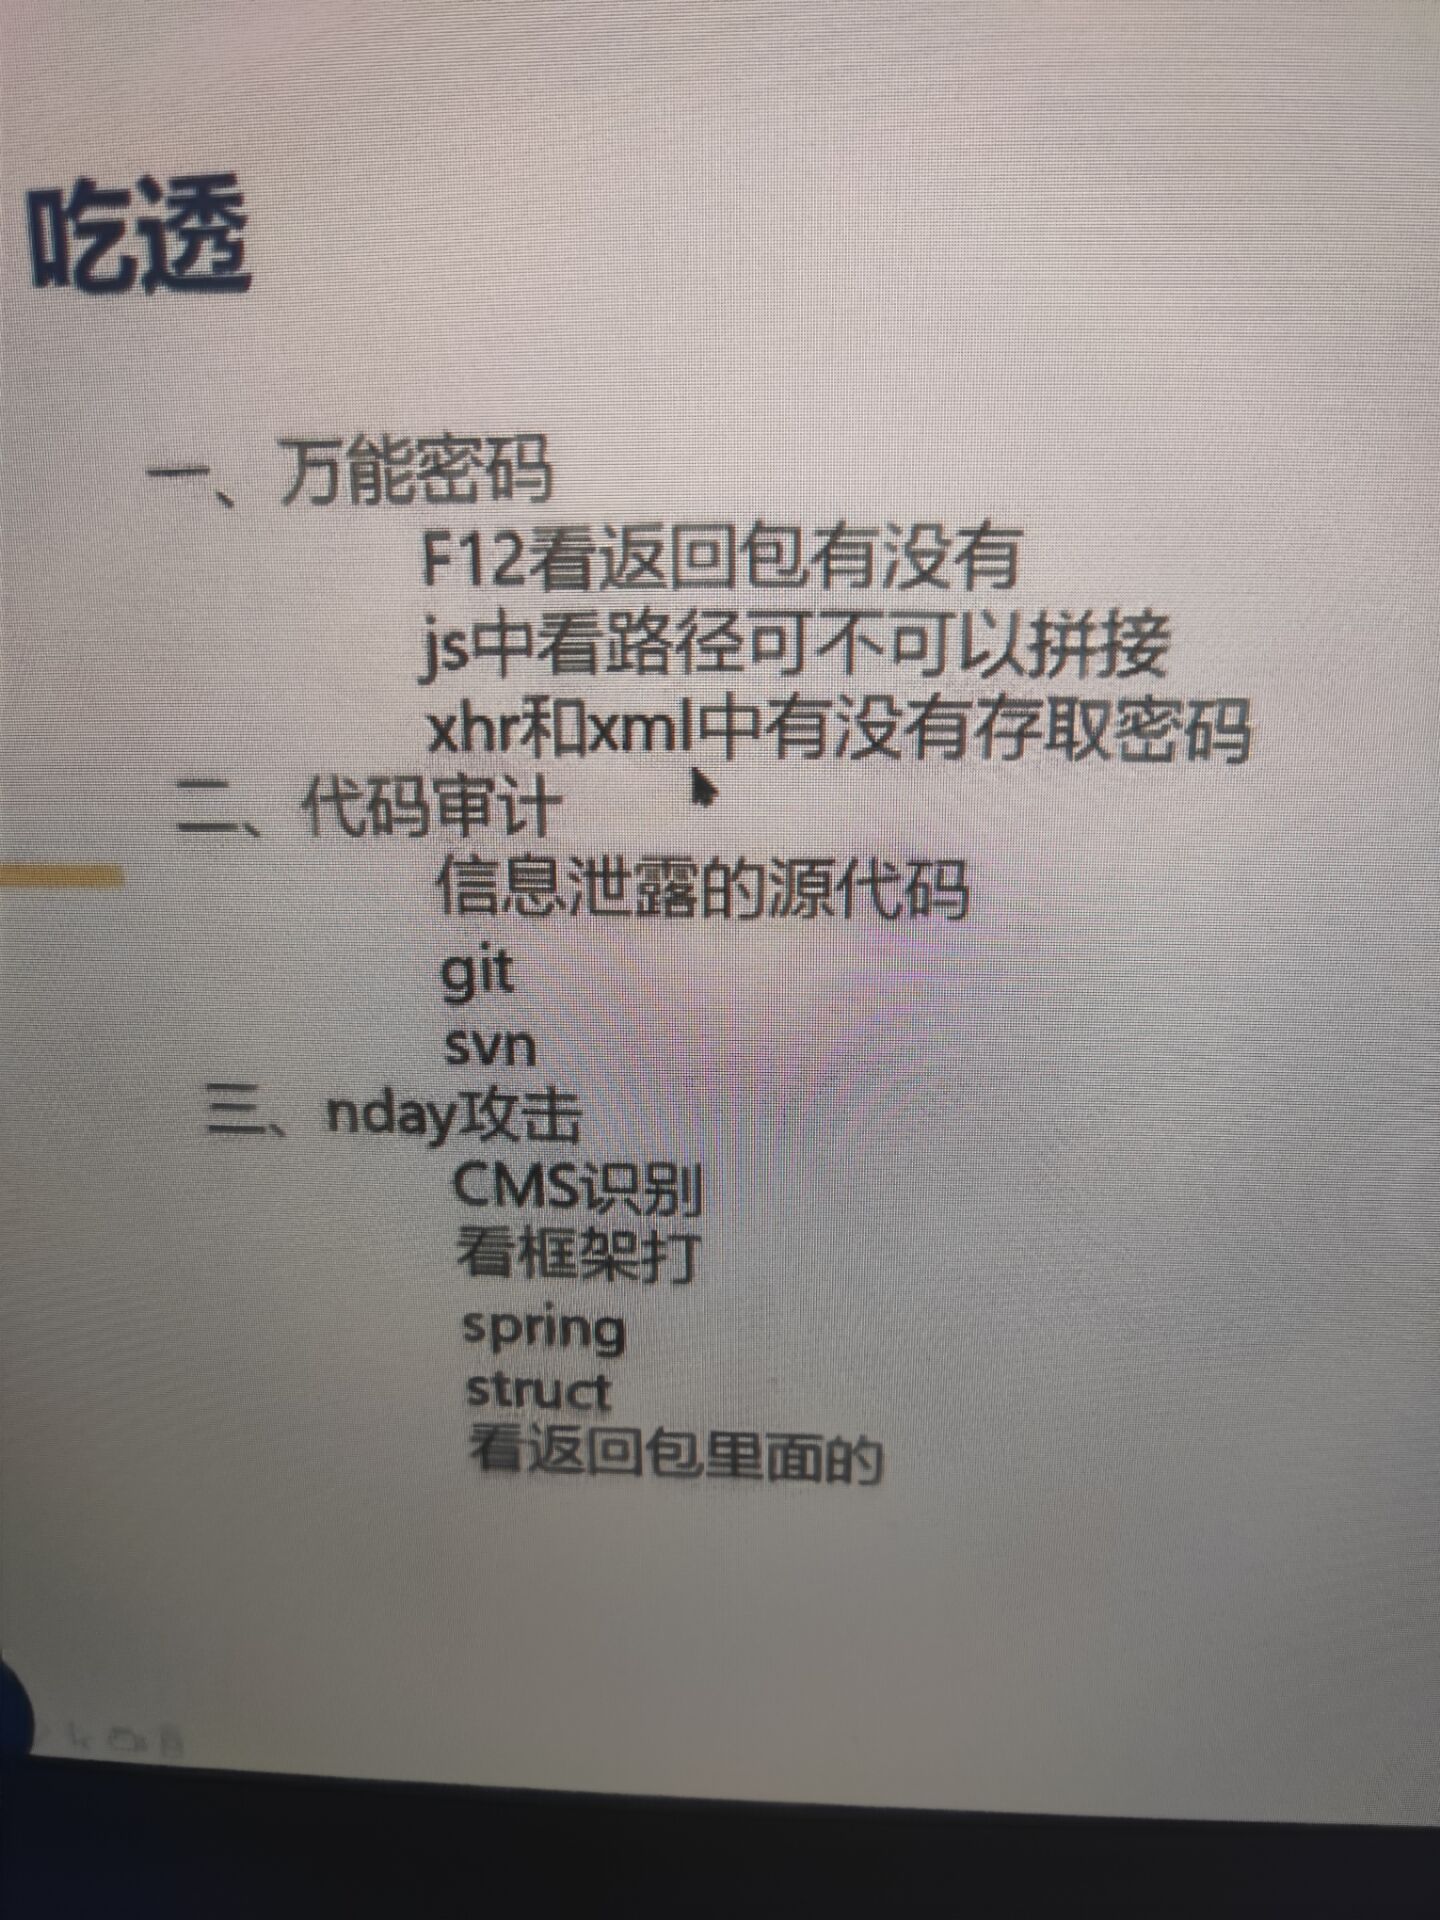 吃透
一、万能密码
F12看返回包有没有
js中看路径可不可以拼接
xhr和xml中有没有存取密码
二、代码审计
信息泄露的源代码
git
svn
三、nday攻击
CMS识别
看框架打
spring
struct
看返回包里面的